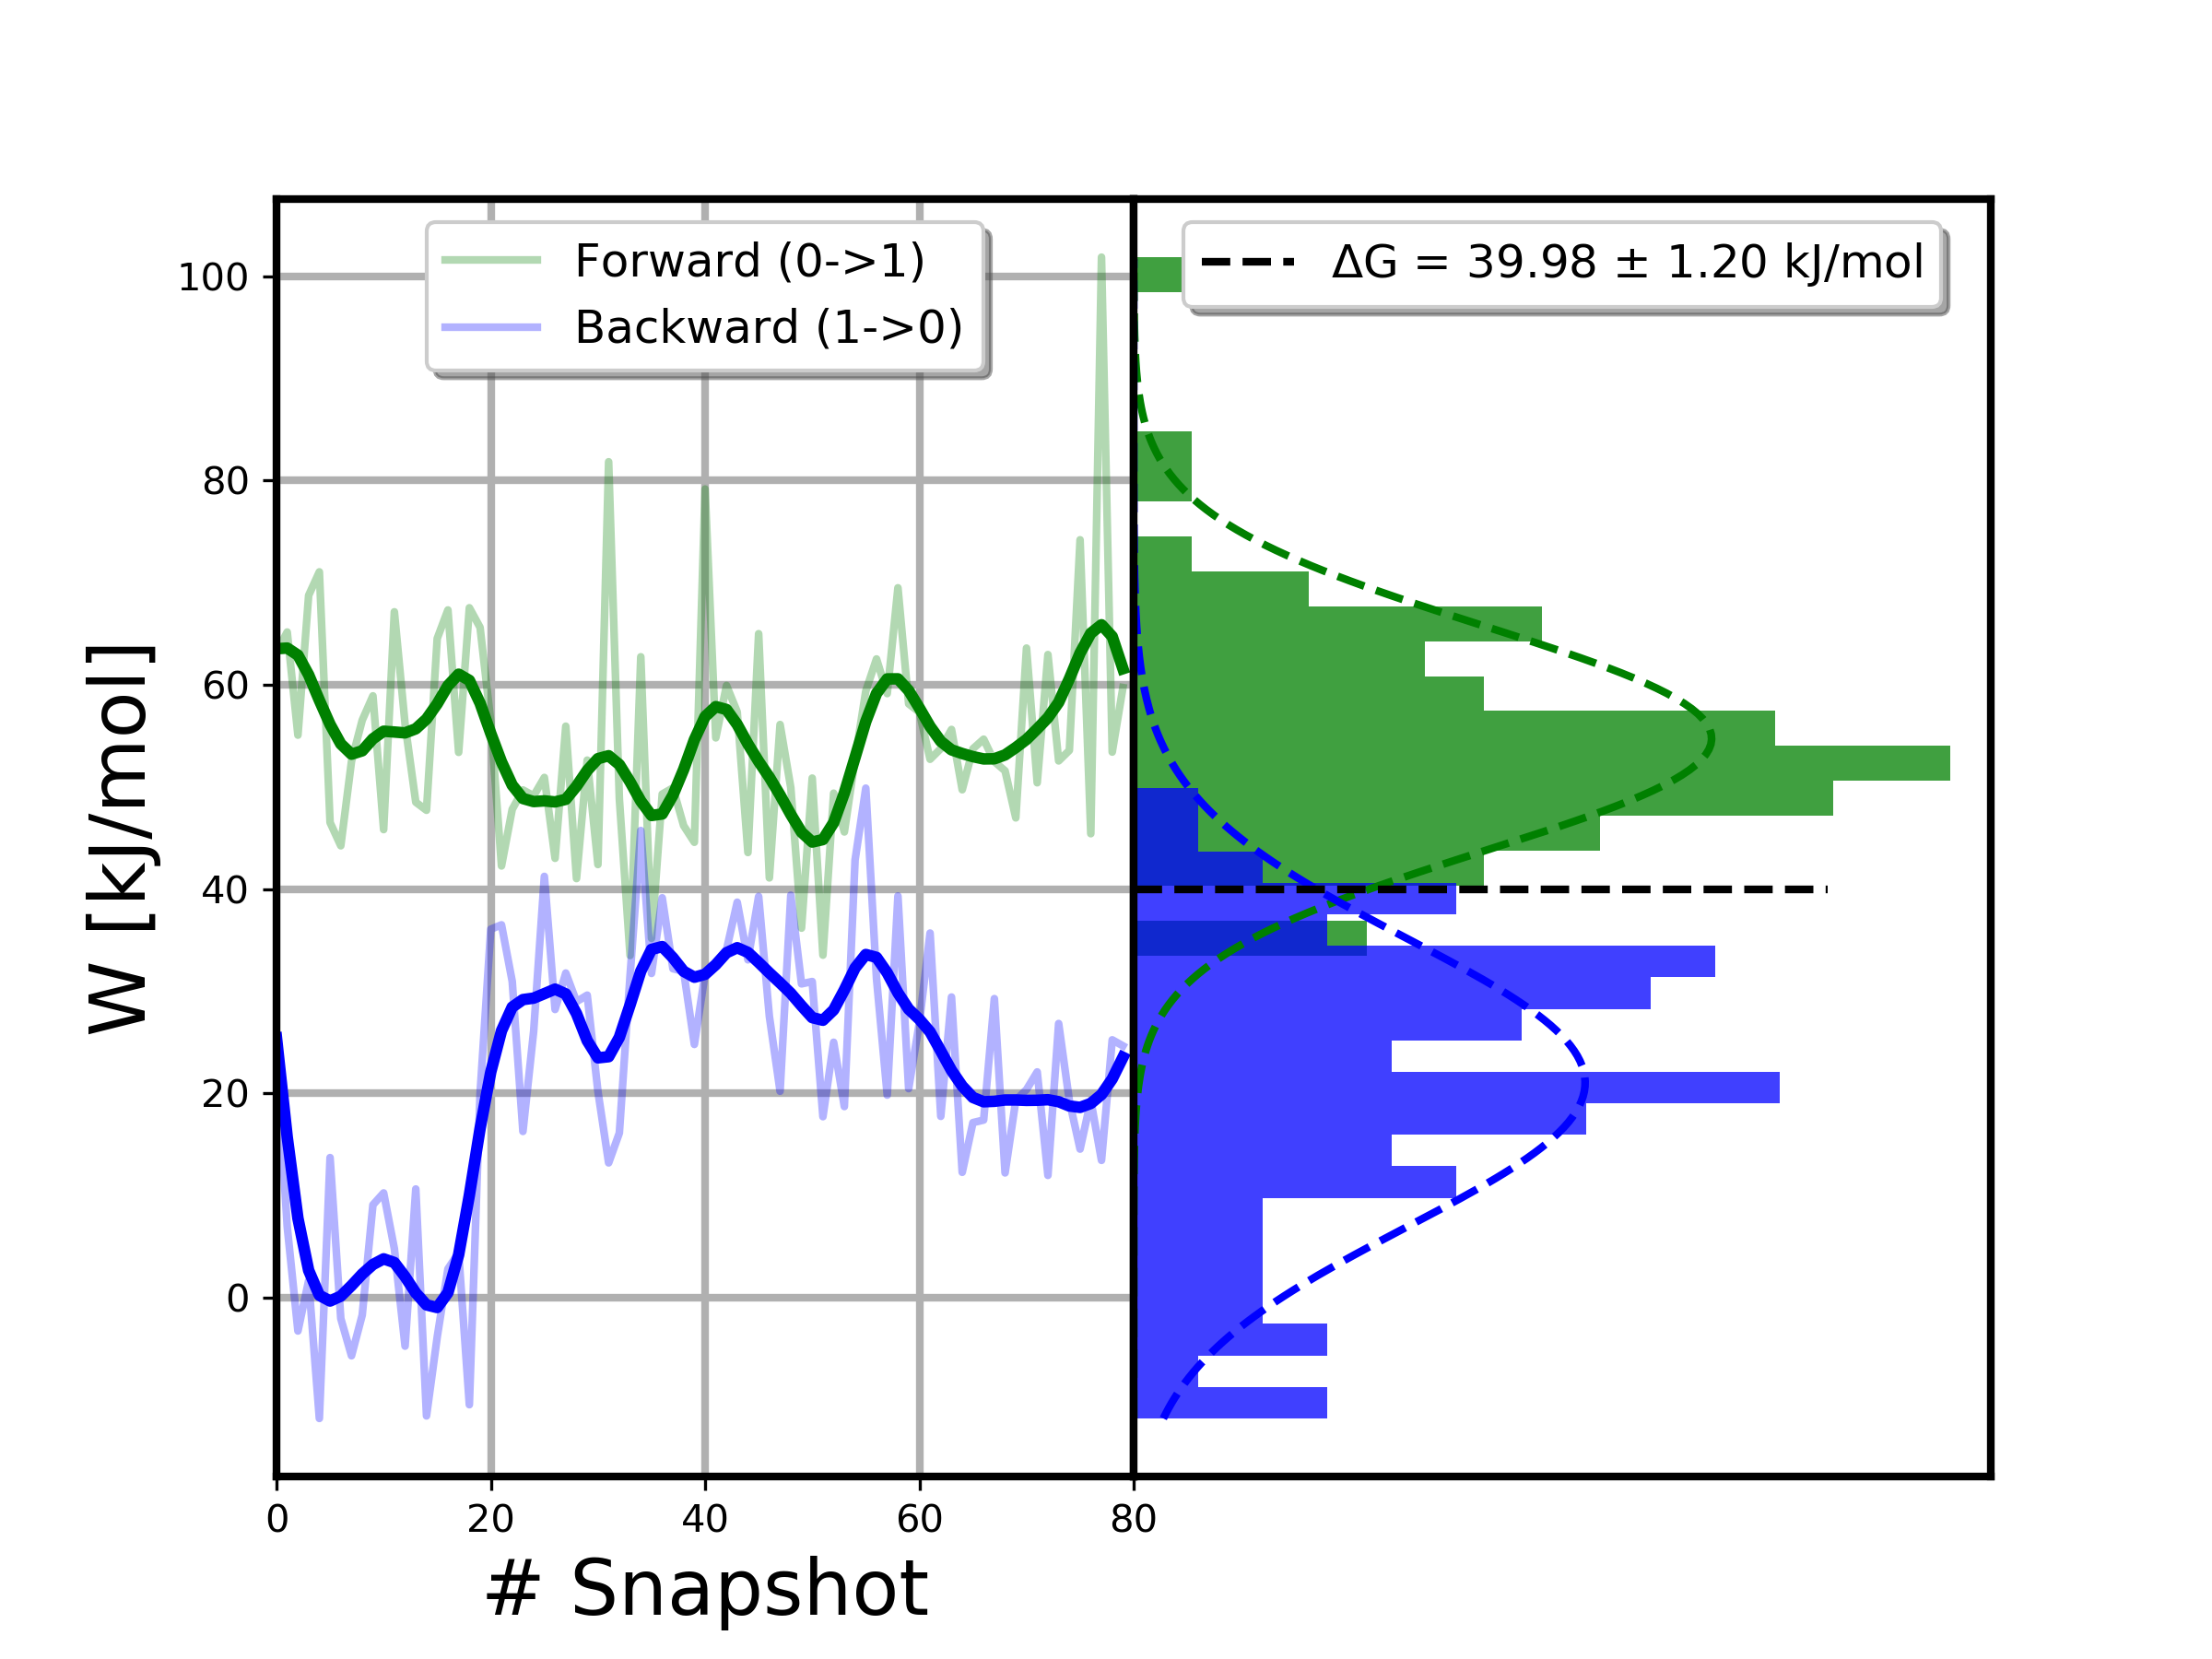 Forward (0->1)
Backward (1->0)
ΔG = 39.98 ± 1.20 kJ/mol
100
80
60
40
20
0
W [kJ/mol]
0 20 40 60 80
# Snapshot